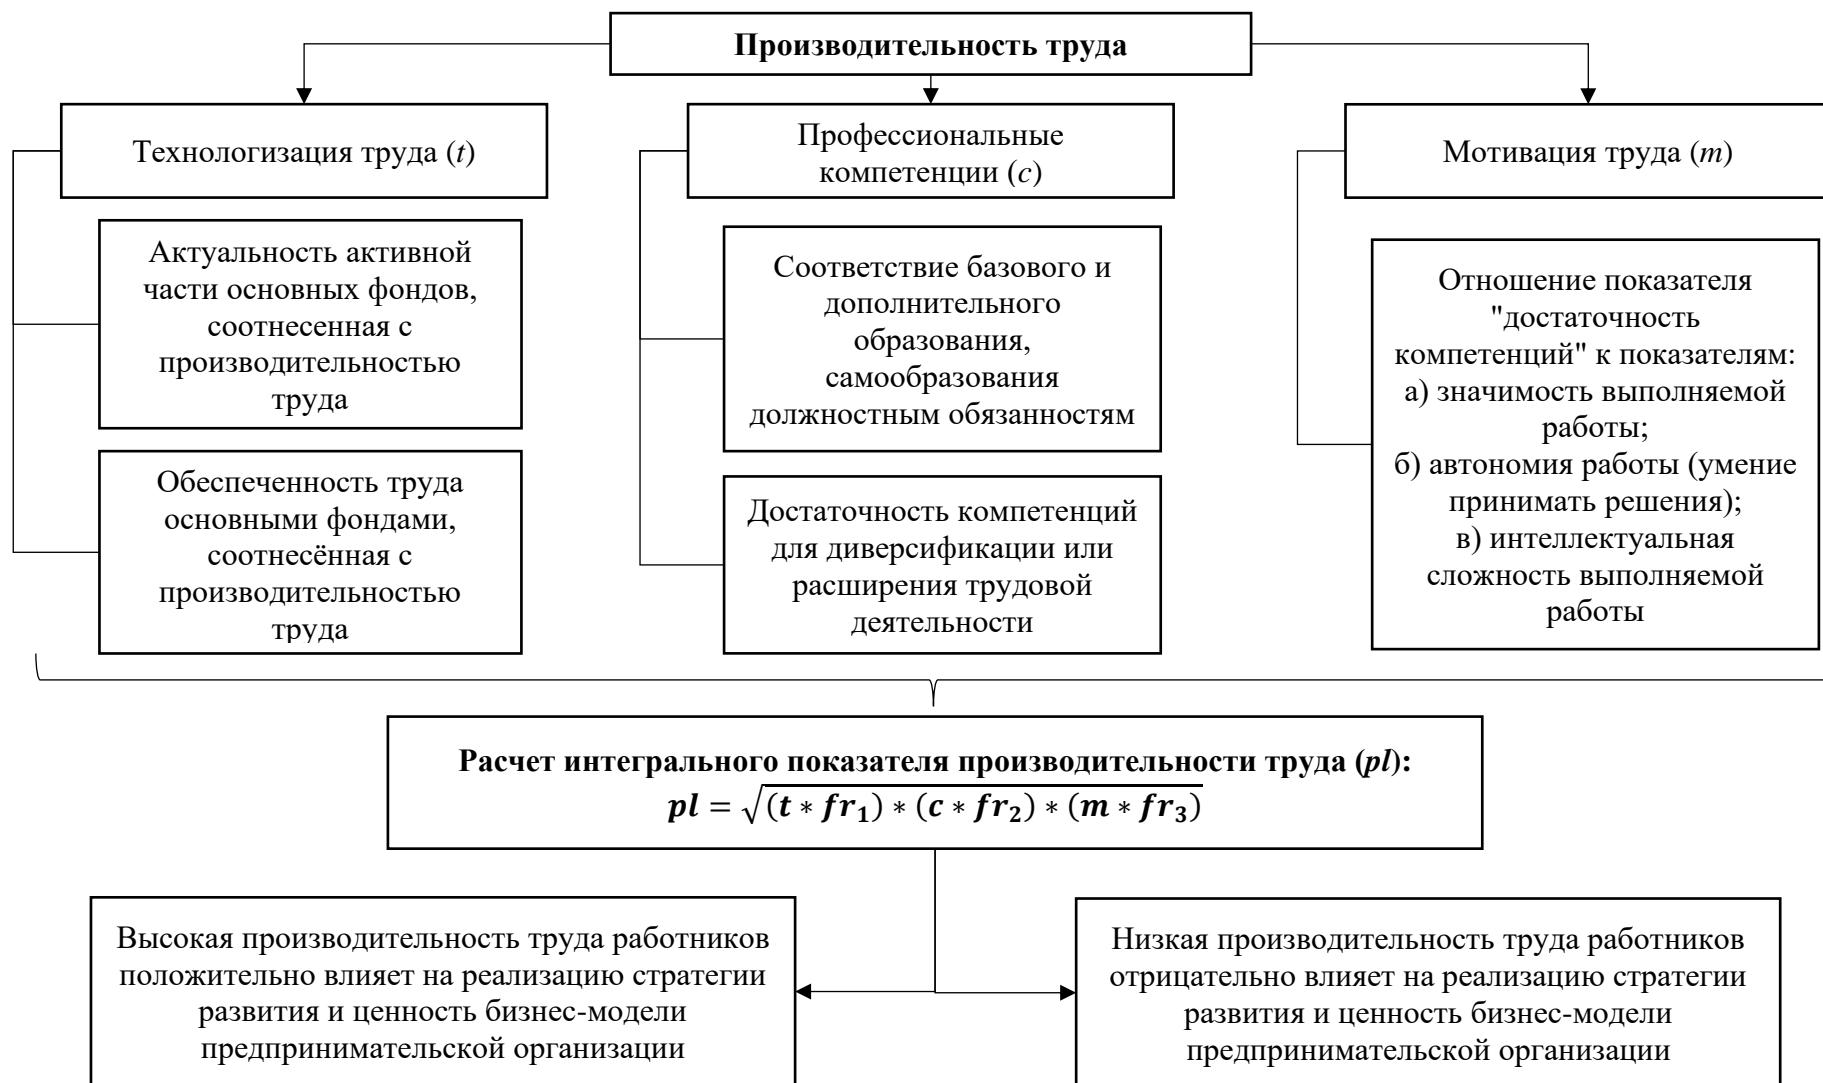 Производительность труда
Технологизация труда (t)
Актуальность активной
части основных фондов,
соотнесенная с
производительностью
труда
Обеспеченность труда
основными фондами,
соотнесённая с
производительностью
труда
Профессиональные
компетенции (c)
Соответствие базового и
дополнительного
образования,
самообразования
должностным обязанностям
Достаточность компетенций
для диверсификации или
расширения трудовой
деятельности
Мотивация труда (m)
Отношение показателя
"достаточность
компетенций" к показателям:
а) значимость выполняемой
работы;
б) автономия работы (умение
принимать решения);
в) интеллектуальная
сложность выполняемой
работы
Расчет интегрального показателя производительности труда (pl):
pl = √(t * fr₁) * (c * fr₂) * (m * fr₃)
Высокая производительность труда работников
положительно влияет на реализацию стратегии
развития и ценность бизнес-модели
предпринимательской организации
Низкая производительность труда работников
отрицательно влияет на реализацию стратегии
развития и ценность бизнес-модели
предпринимательской организации